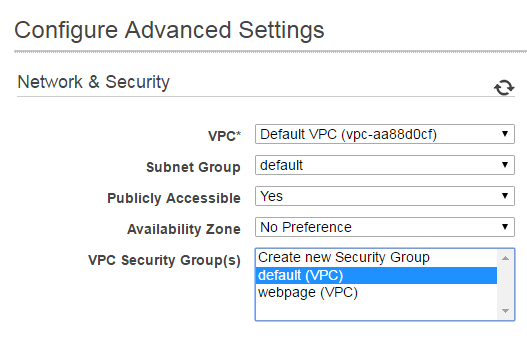 Configure Advanced Settings
Network & Security
VPC* Default VPC (vpc-aa88d0cf)
Subnet Group default
Publicly Accessible Yes
Availability Zone No Preference
VPC Security Group(s) Create new Security Group
default (VPC)
webpage (VPC)